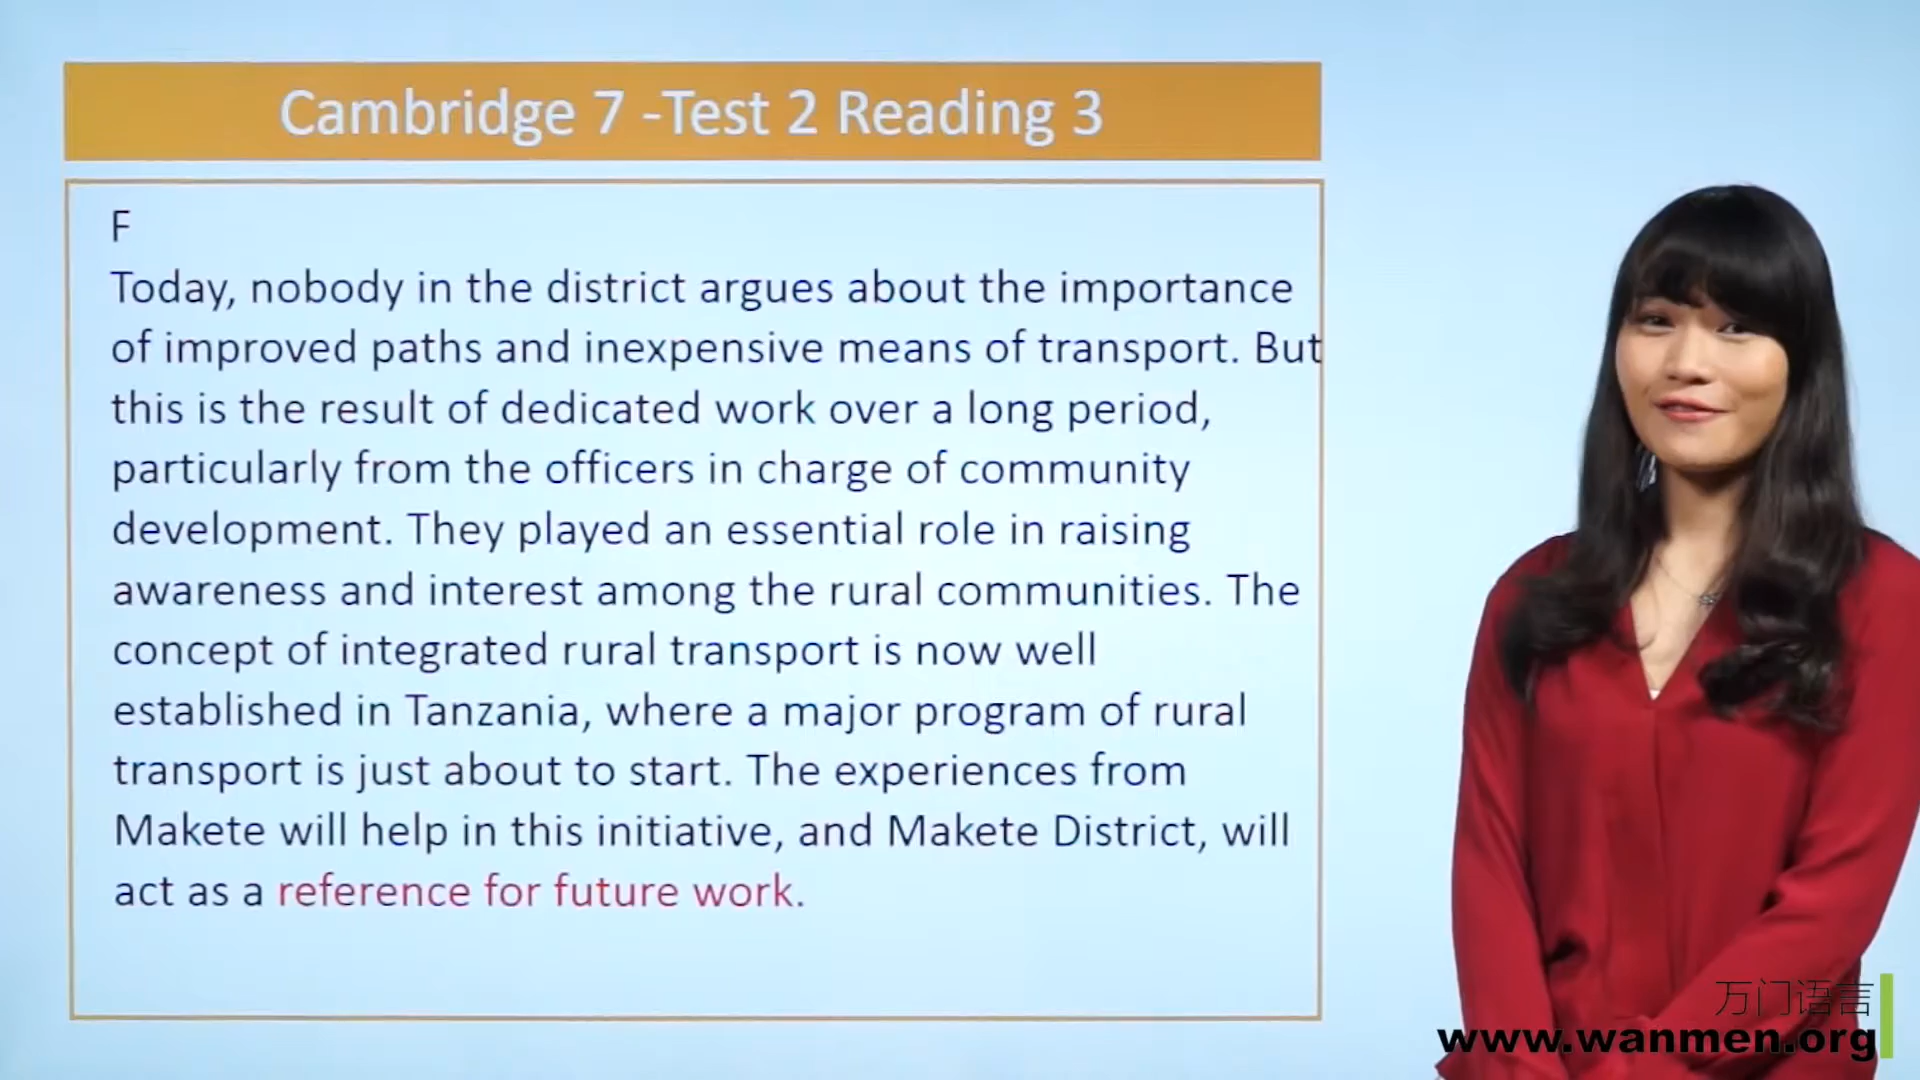 Cambridge 7 -Test 2 Reading 3
F
Today, nobody in the district argues about the importance
of improved paths and inexpensive means of transport. But
this is the result of dedicated work over a long period,
particularly from the officers in charge of community
development. They played an essential role in raising
awareness and interest among the rural communities. The
concept of integrated rural transport is now well
established in Tanzania, where a major program of rural
transport is just about to start. The experiences from
Makete will help in this initiative, and Makete District, will
act as a reference for future work.
万门语言
www.wanmen.org